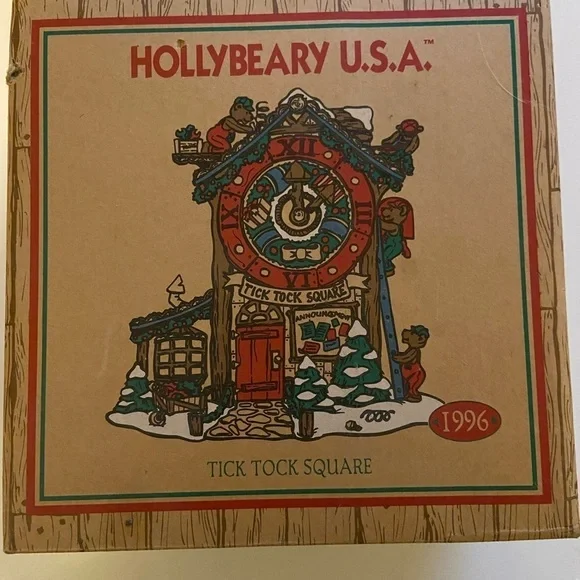 HOLLYBEARY U.S.A.™
XII
IX III
VI
TICK TOCK SQUARE
ANNOUNCEMENT
1996
TICK TOCK SQUARE